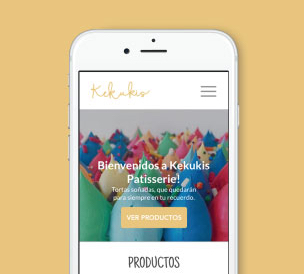 Kekukis
Bienvenidos a Kekukis
Patisserie!
Tortas soñadas, que quedarán
para siempre en tu recuerdo.
VER PRODUCTOS
PRODUCTOS